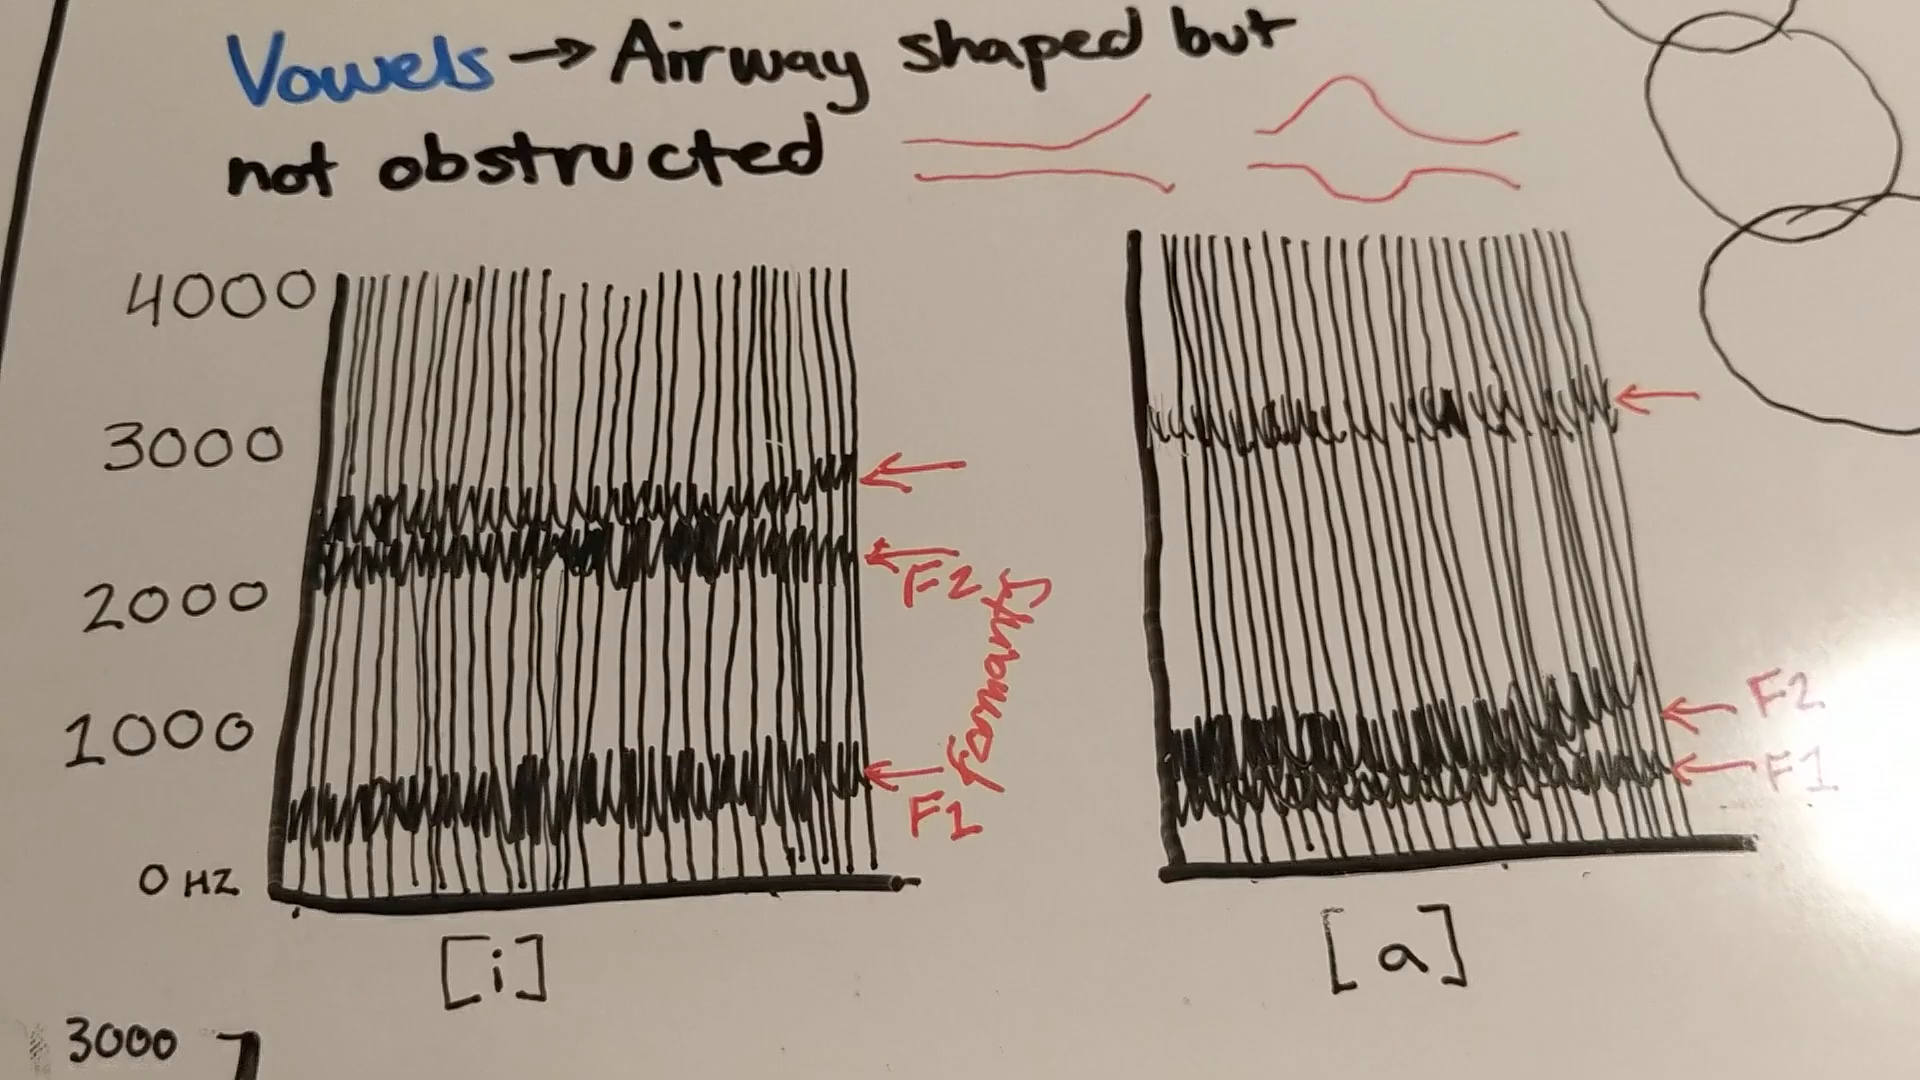 Vowels → Airway shaped but
not obstructed
4000
3000
2000
1000
0 HZ
F2
Formants
F1
[i]
F2
F1
[a]
3000